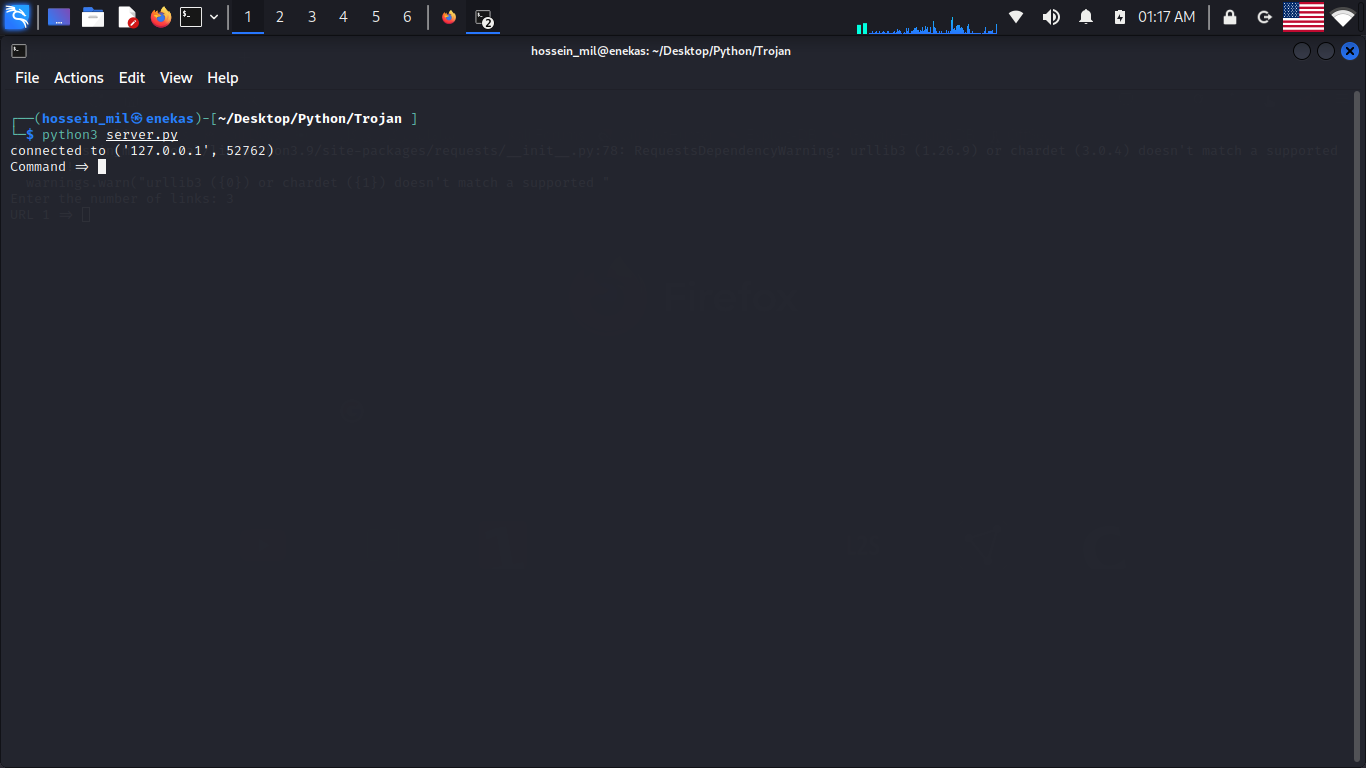 1 2 3 4 5 6 2 01:17 AM
hossein_mil@enekas: ~/Desktop/Python/Trojan
File Actions Edit View Help
┌──(hossein_mil㉿enekas)-[~/Desktop/Python/Trojan ]
└─$ python3 server.py
connected to ('127.0.0.1', 52762)on3.9/site-packages/requests/__init__.py:78: RequestsDependencyWarning: urllib3 (1.26.9) or chardet (3.0.4) doesn't match a supported
Command ⇒
warnings.warn("urllib3 ({0}) or chardet ({1}) doesn't match a supported "
Enter the number of links: 3
URL 1 ⇒